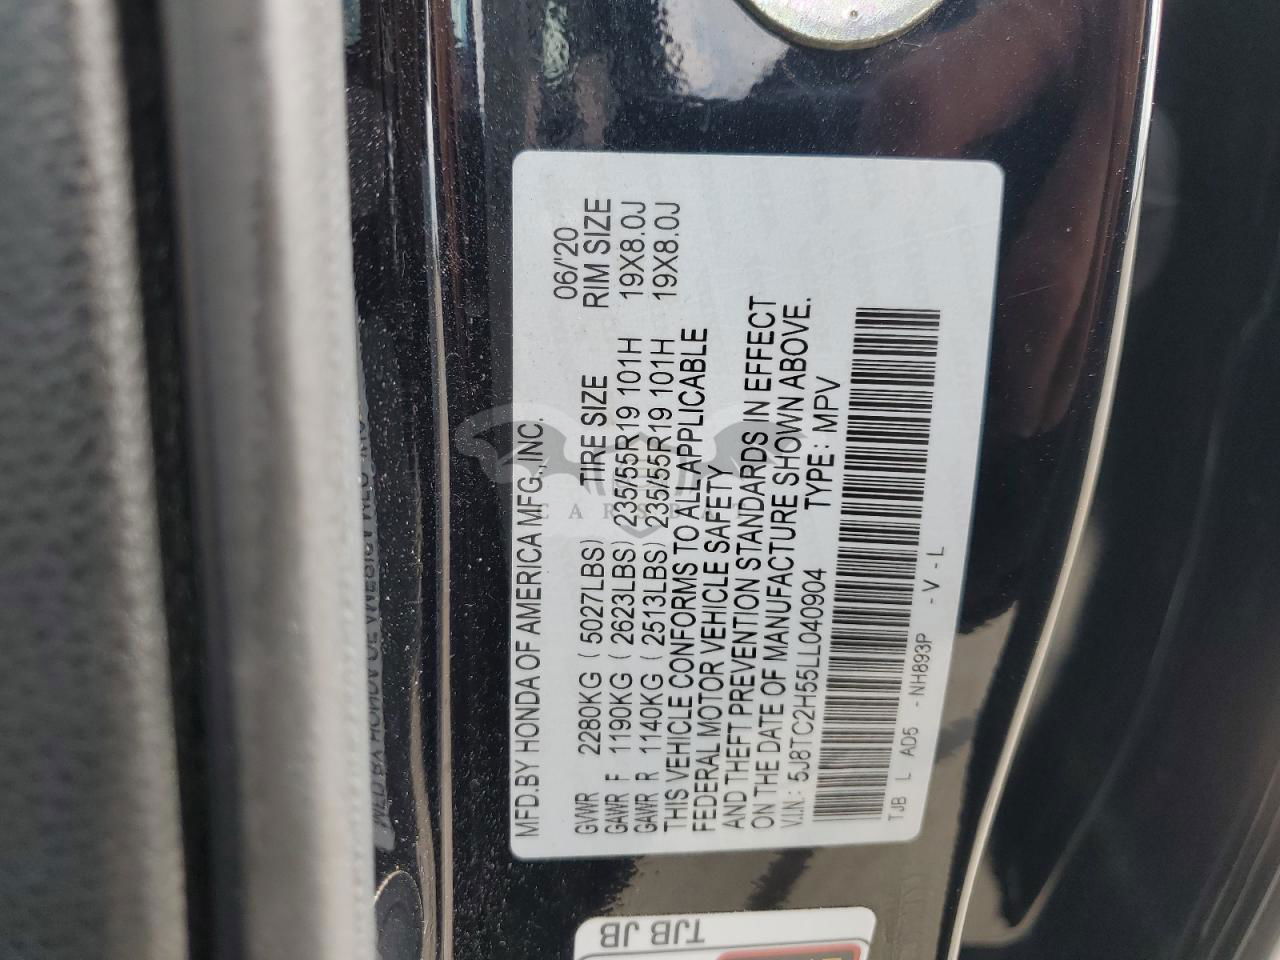 MFD. BY HONDA OF AMERICA MFG., INC. 06/'20
GVWR 2280KG ( 5027LBS) TIRE SIZE RIM SIZE
GAWR F 1190KG ( 2623LBS) 235/55R19 101H 19X8.0J
GAWR R 1140KG ( 2513LBS) 235/55R19 101H 19X8.0J
THIS VEHICLE CONFORMS TO ALL APPLICABLE
FEDERAL MOTOR VEHICLE SAFETY
AND THEFT PREVENTION STANDARDS IN EFFECT
ON THE DATE OF MANUFACTURE SHOWN ABOVE.
V.I.N.: 5J8TC2H55LL040904 TYPE: MPV
TJB L AD5 - NH893P - V - L
TJB JB